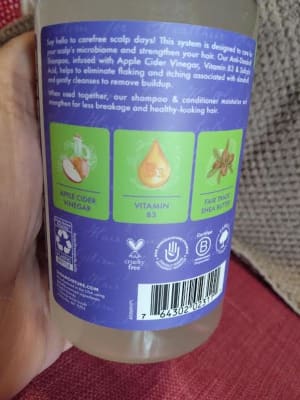 Say hello to carefree scalp days! This system is designed to care for
your scalp's microbiome and strengthen your hair. Our Anti-Dandruff
Shampoo, infused with Apple Cider Vinegar, Vitamin B3 & Salicylic
Acid, helps to eliminate flaking and itching associated with dandruff
and gently cleanses to remove buildup.
When used together, our shampoo & conditioner moisturize and
strengthen for less breakage and healthy-looking hair.
APPLE CIDER
VINEGAR
B3
VITAMIN
B3
FAIR TRADE
SHEA BUTTER
cruelty
free
Certified
B
Corporation